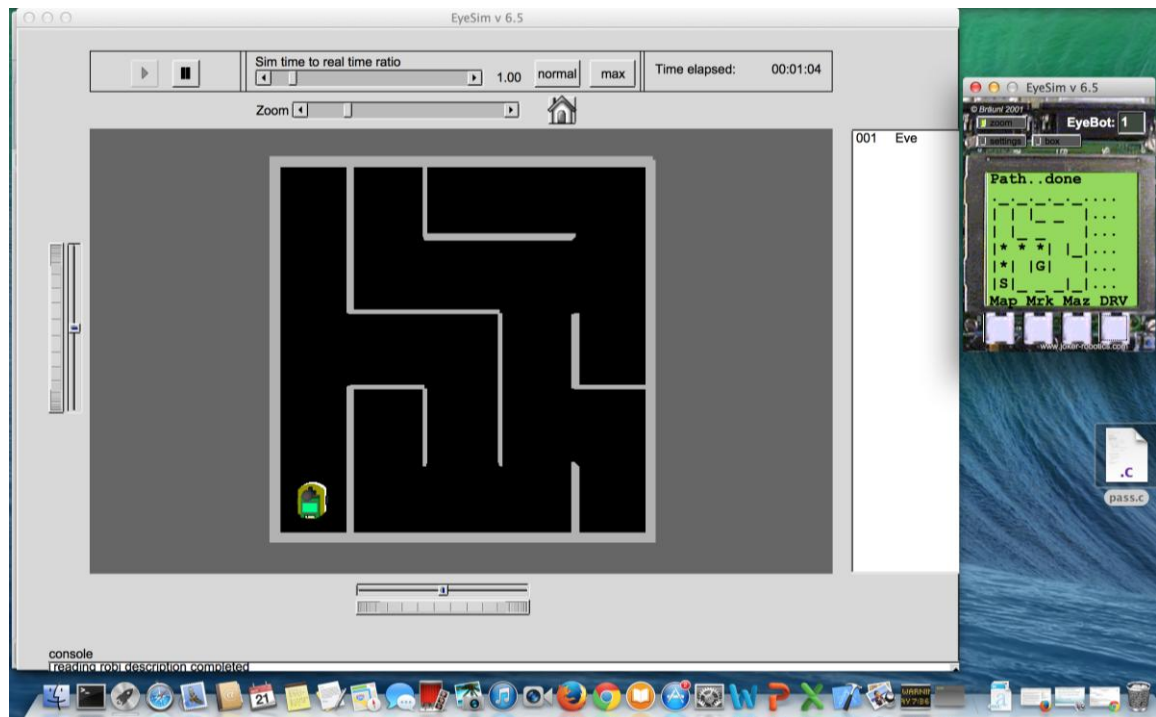 EyeSim v 6.5
Sim time to real time ratio
1.00
normal
max
Time elapsed: 00:01:04
Zoom
001 Eve
console
reading robi description completed
EyeSim v 6.5
© Bräunl 2001
zoom
EyeBot: 1
settings
box
Path..done
._._._._._....
| | |_ _  |...
| |_ _    |...
|* * *| |_|...
|*| |G|   |...
|S|_ _ _|_|...
Map Mrk Maz DRV
www.joker-robotics.com
.C
pass.c
21